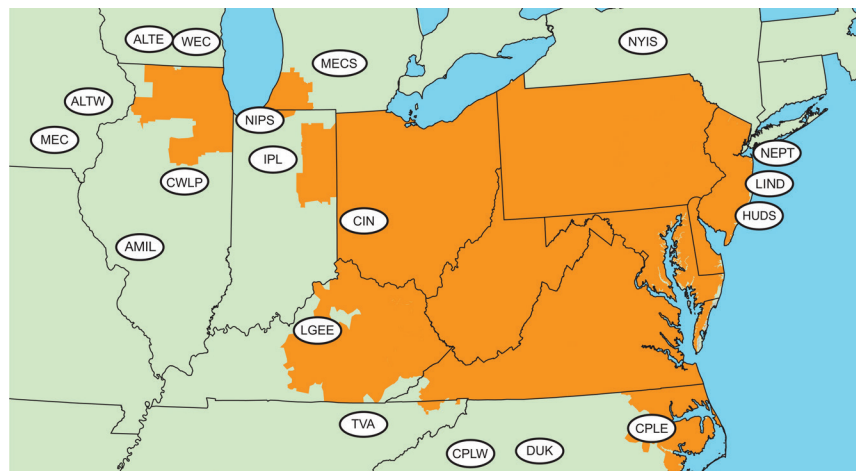 ALTE
WEC
NYIS
MECS
ALTW
NIPS
MEC
NEPT
IPL
CWLP
LIND
HUDS
CIN
AMIL
LGEE
TVA
CPLE
CPLW
DUK